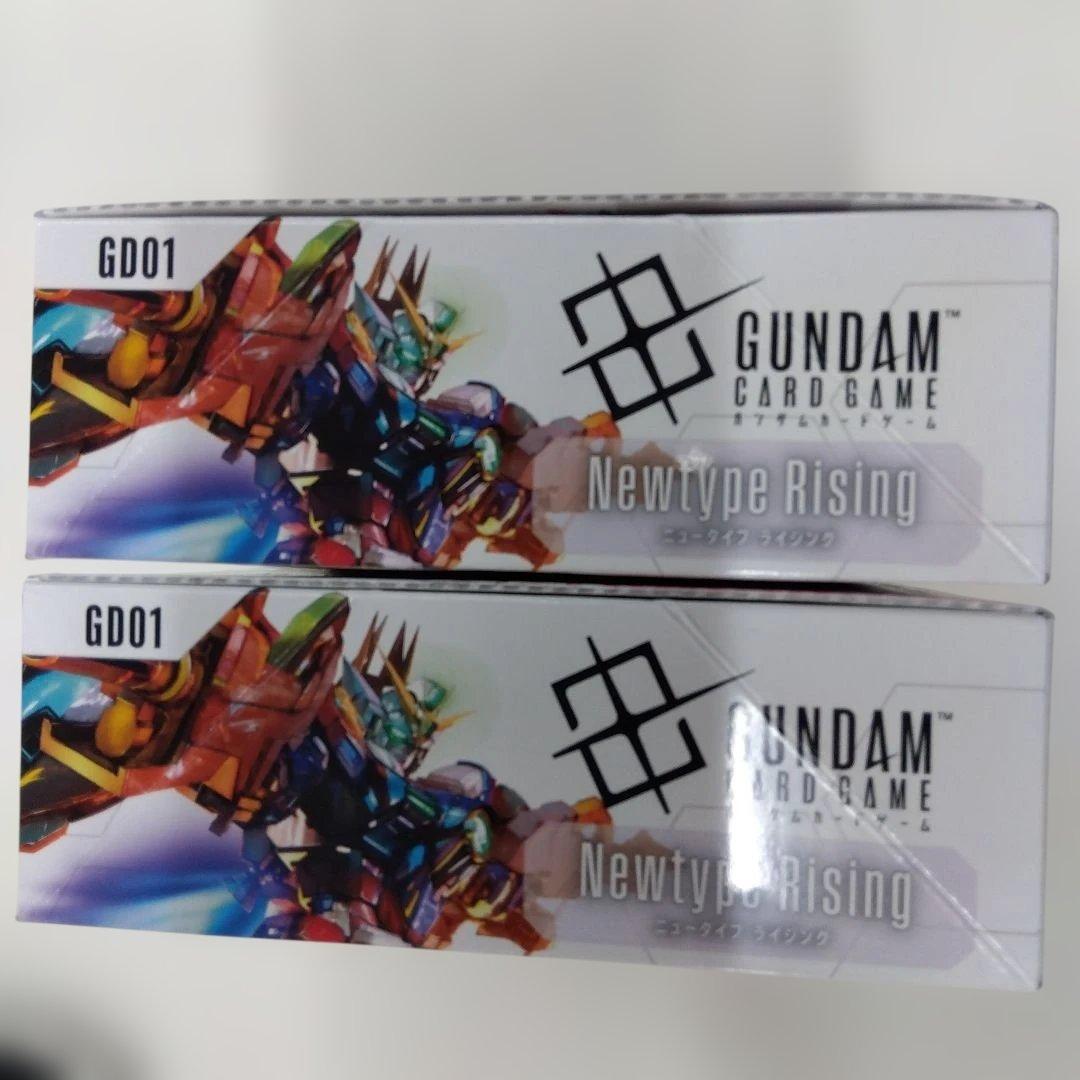 GD01
GUNDAM™
CARD GAME
ガンダムカードゲーム
Newtype Rising
ニュータイプ ライジング
GD01
GUNDAM™
CARD GAME
ガンダムカードゲーム
Newtype Rising
ニュータイプ ライジング